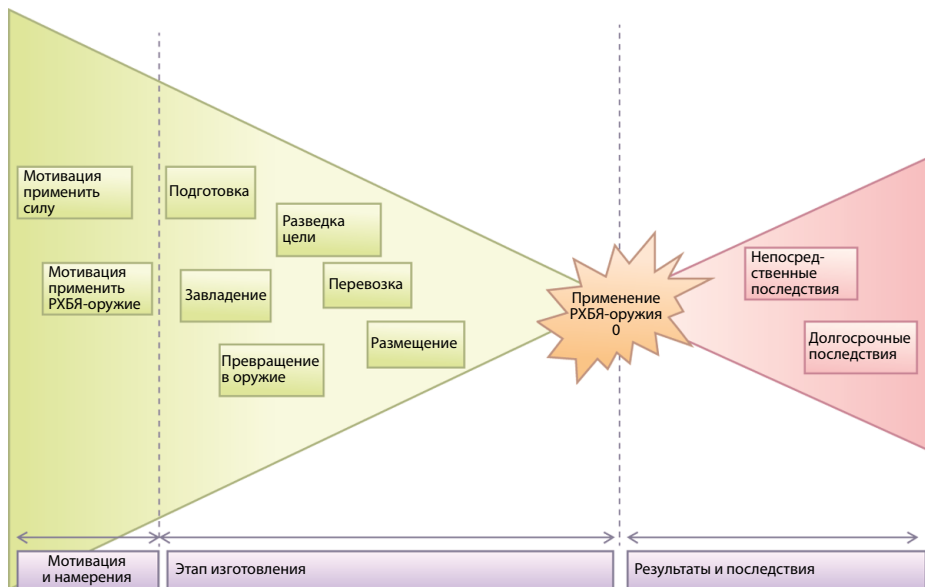 Мотивация
применить
силу
Мотивация
применить
РХБЯ-оружие
Подготовка
Разведка
цели
Завладение
Перевозка
Превращение
в оружие
Размещение
Применение
РХБЯ-оружия
0
Непосред-
ственные
последствия
Долгосрочные
последствия
Мотивация
и намерения
Этап изготовления
Результаты и последствия